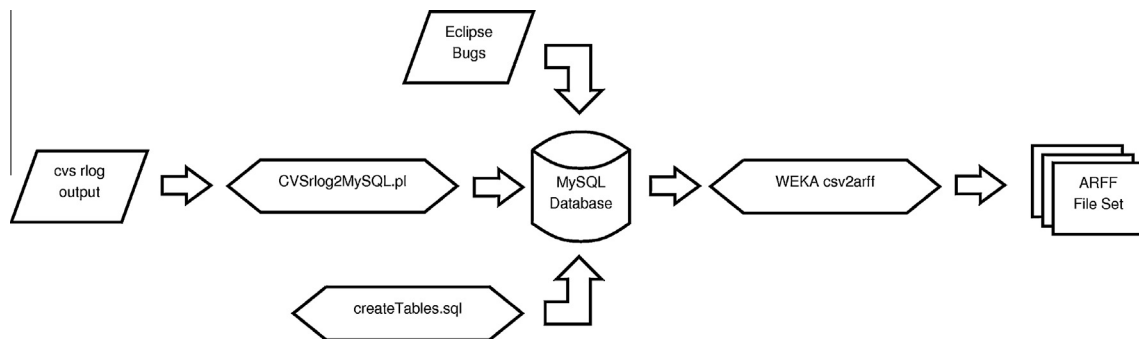 Eclipse
Bugs
cvs rlog
output
CVSrlog2MySQL.pl
MySQL
Database
WEKA csv2arff
ARFF
File Set
createTables.sql